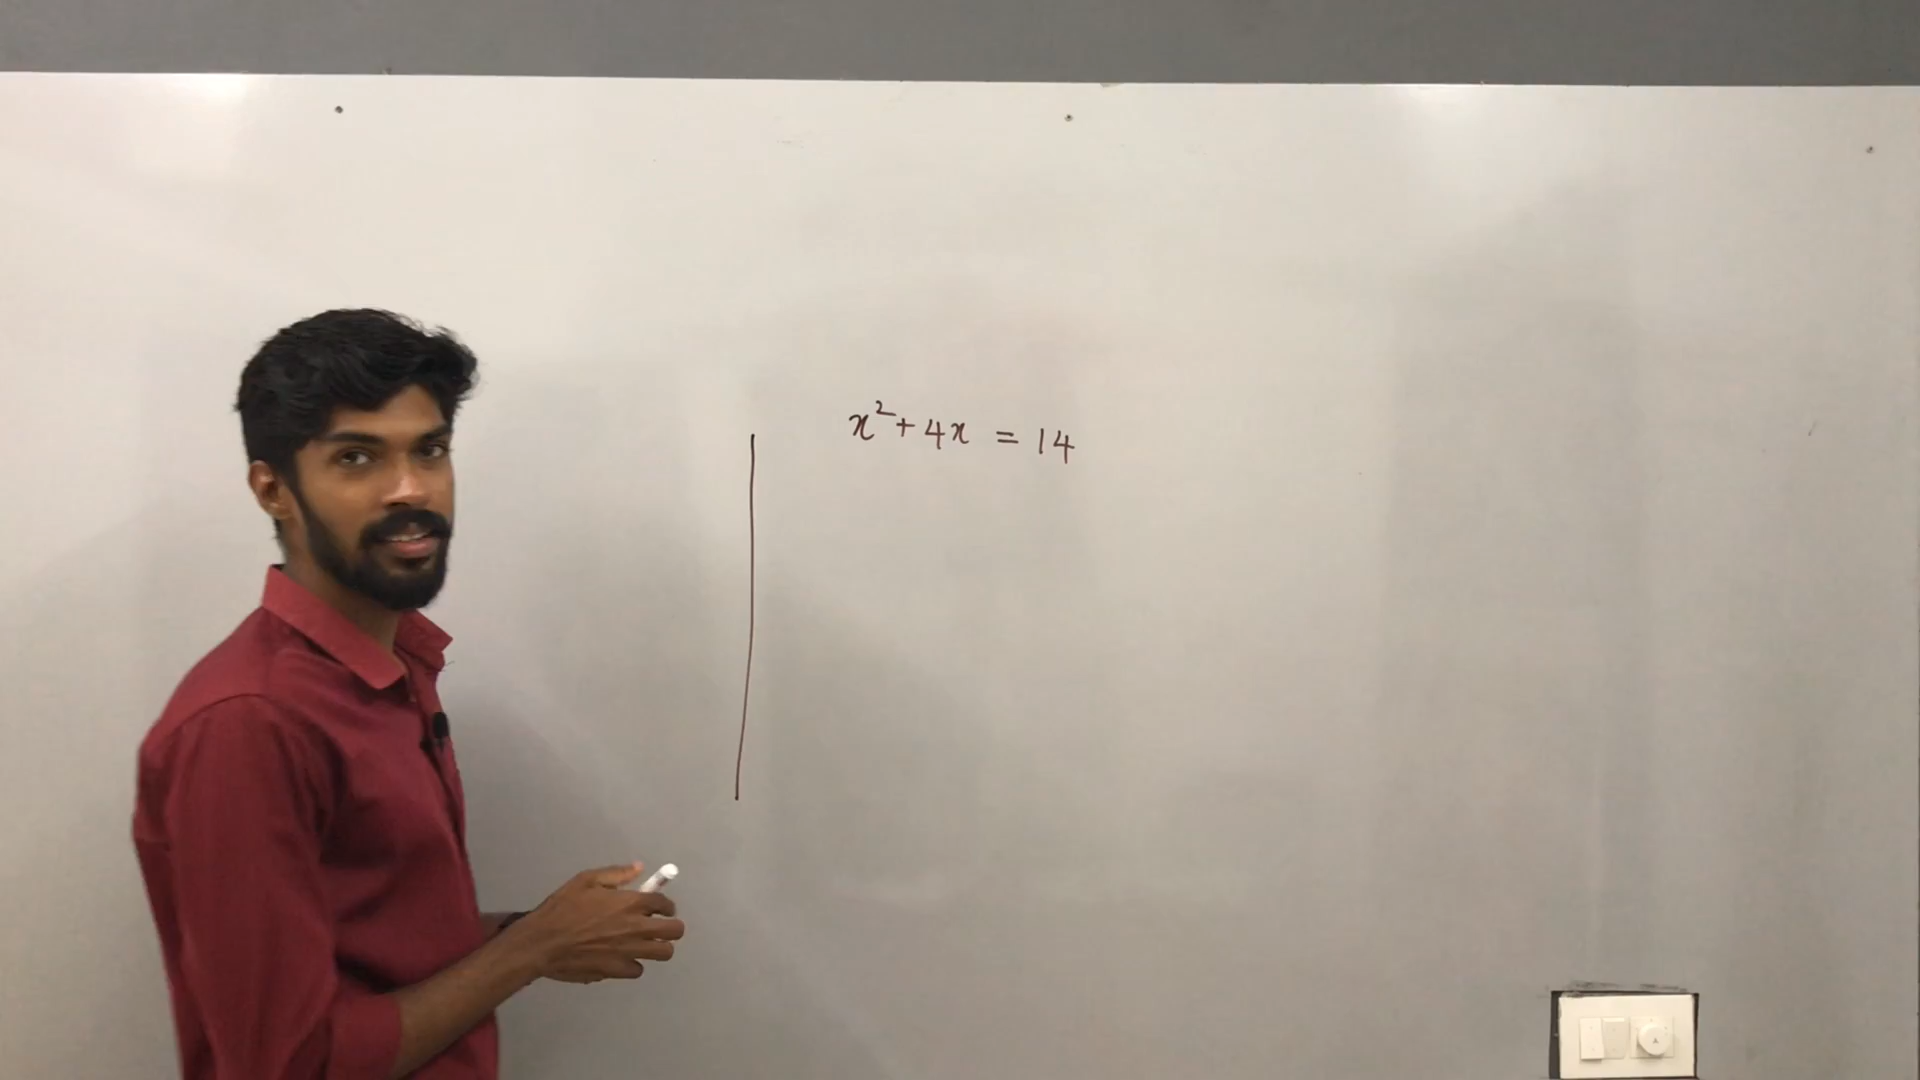 x² + 4x = 14